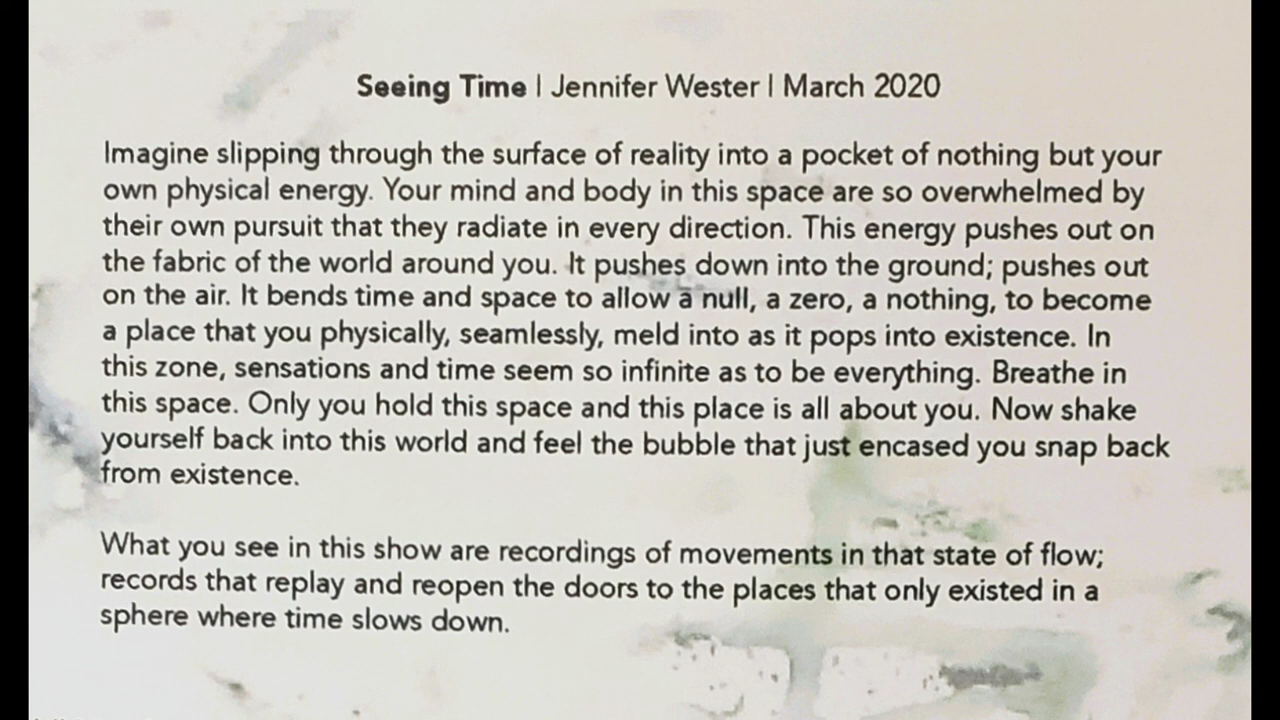 Seeing Time | Jennifer Wester | March 2020
Imagine slipping through the surface of reality into a pocket of nothing but your
own physical energy. Your mind and body in this space are so overwhelmed by
their own pursuit that they radiate in every direction. This energy pushes out on
the fabric of the world around you. It pushes down into the ground; pushes out
on the air. It bends time and space to allow a null, a zero, a nothing, to become
a place that you physically, seamlessly, meld into as it pops into existence. In
this zone, sensations and time seem so infinite as to be everything. Breathe in
this space. Only you hold this space and this place is all about you. Now shake
yourself back into this world and feel the bubble that just encased you snap back
from existence.
What you see in this show are recordings of movements in that state of flow;
records that replay and reopen the doors to the places that only existed in a
sphere where time slows down.